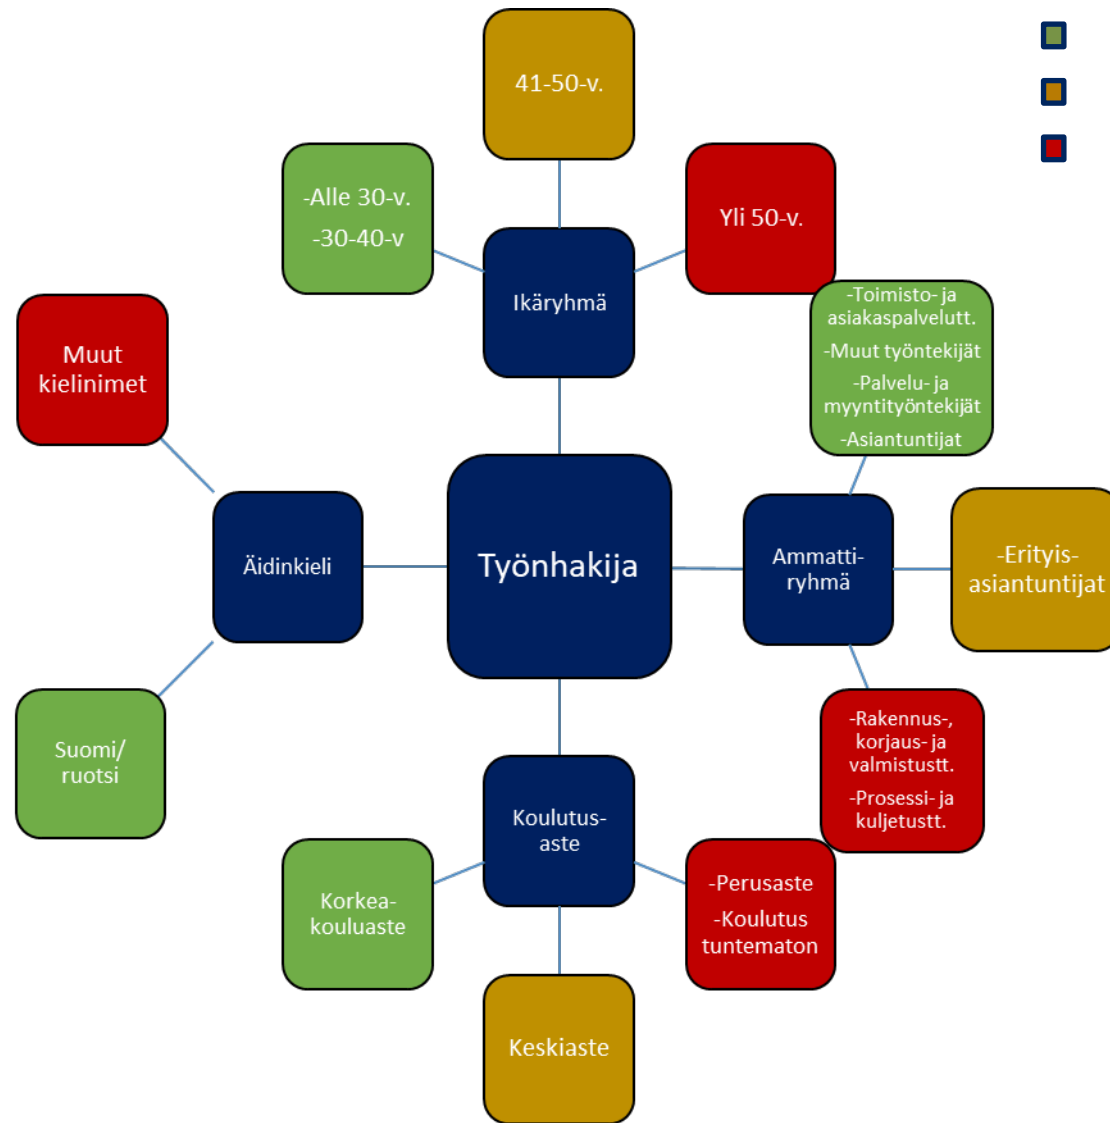 41-50-v.
-Alle 30-v.
-30-40-v
Yli 50-v.
Ikäryhmä
-Toimisto- ja
asiakaspalvelutt.
-Muut työntekijät
-Palvelu- ja
myyntityöntekijät
-Asiantuntijat
Muut
kielinimet
Äidinkieli
Työnhakija
Ammatti-
ryhmä
-Erityis-
asiantuntijat
Suomi/
ruotsi
-Rakennus-,
korjaus- ja
valmistustt.
-Prosessi- ja
kuljetustt.
Koulutus-
aste
Korkea-
kouluaste
-Perusaste
-Koulutus
tuntematon
Keskiaste